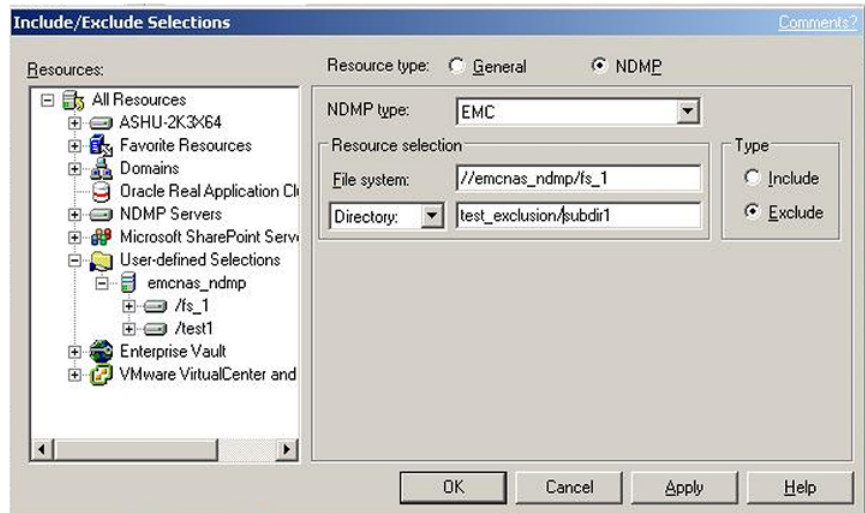 Include/Exclude Selections
Comments?
Resources:
Resource type:
General
NDMP
All Resources
ASHU-2K3X64
Favorite Resources
Domains
Oracle Real Application Cl
NDMP Servers
Microsoft SharePoint Serv
User-defined Selections
emcnas_ndmp
/fs_1
/test1
Enterprise Vault
VMware VirtualCenter and
NDMP type:
EMC
Resource selection
File system:
//emcnas_ndmp/fs_1
Directory:
test_exclusion/subdir1
Type
Include
Exclude
OK
Cancel
Apply
Help